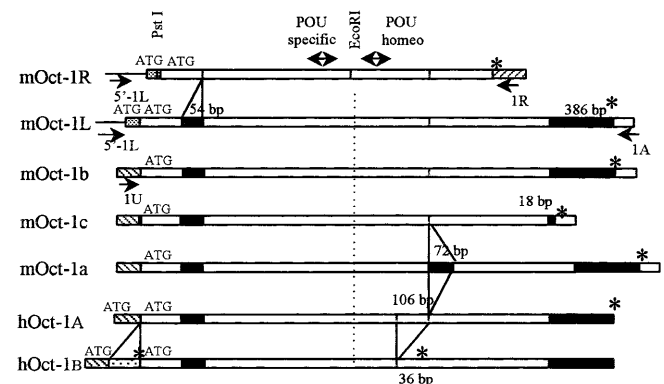 POU specific
EcoRI
POU homeo
Pst I
ATG ATG
*
mOct-1R
5'-1L
1R
ATG ATG
54 bp
386 bp
*
mOct-1L
5'-1L
1A
ATG
*
mOct-1b
1U
ATG
18 bp
*
mOct-1c
ATG
72 bp
*
mOct-1a
106 bp
ATG ATG
*
hOct-1A
ATG
*
ATG
*
hOct-1B
36 bp